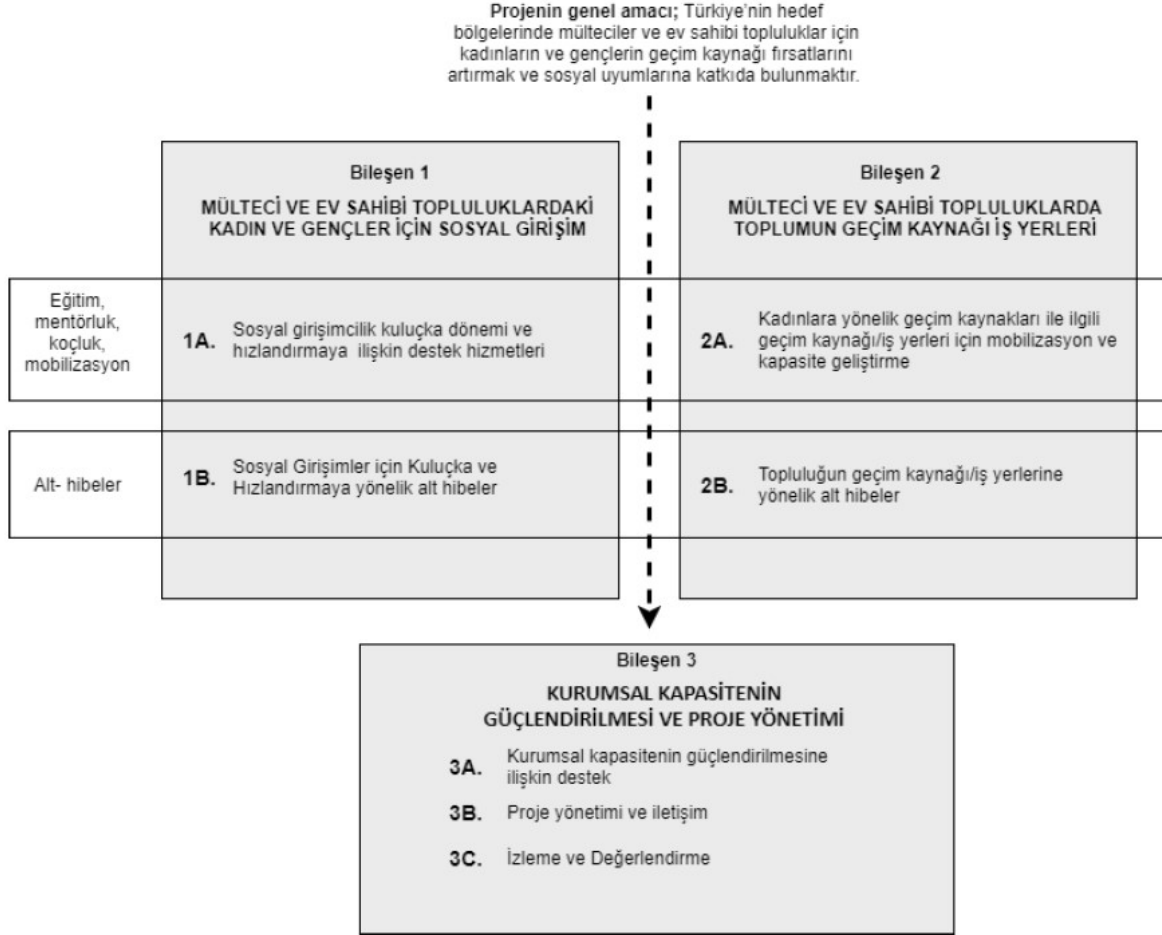 Projenin genel amacı; Türkiye'nin hedef
bölgelerinde mülteciler ve ev sahibi topluluklar için
kadınların ve gençlerin geçim kaynağı fırsatlarını
artırmak ve sosyal uyumlarına katkıda bulunmaktır.
Bileşen 1
MÜLTECİ VE EV SAHİBİ TOPLULUKLARDAKİ
KADIN VE GENÇLER İÇİN SOSYAL GİRİŞİM
Bileşen 2
MÜLTECİ VE EV SAHİBİ TOPLULUKLARDA
TOPLUMUN GEÇİM KAYNAĞI İŞ YERLERİ
Eğitim,
mentörluk,
koçluk,
mobilizasyon
1A. Sosyal girişimcilik kuluçka dönemi ve
hızlandırmaya ilişkin destek hizmetleri
2A. Kadınlara yönelik geçim kaynakları ile ilgili
geçim kaynağı/iş yerleri için mobilizasyon ve
kapasite geliştirme
Alt- hibeler
1B. Sosyal Girişimler için Kuluçka ve
Hızlandırmaya yönelik alt hibeler
2B. Topluluğun geçim kaynağı/iş yerlerine
yönelik alt hibeler
Bileşen 3
KURUMSAL KAPASİTENİN
GÜÇLENDİRİLMESİ VE PROJE YÖNETİMİ
3A. Kurumsal kapasitenin güçlendirilmesine
ilişkin destek
3B. Proje yönetimi ve iletişim
3C. İzleme ve Değerlendirme